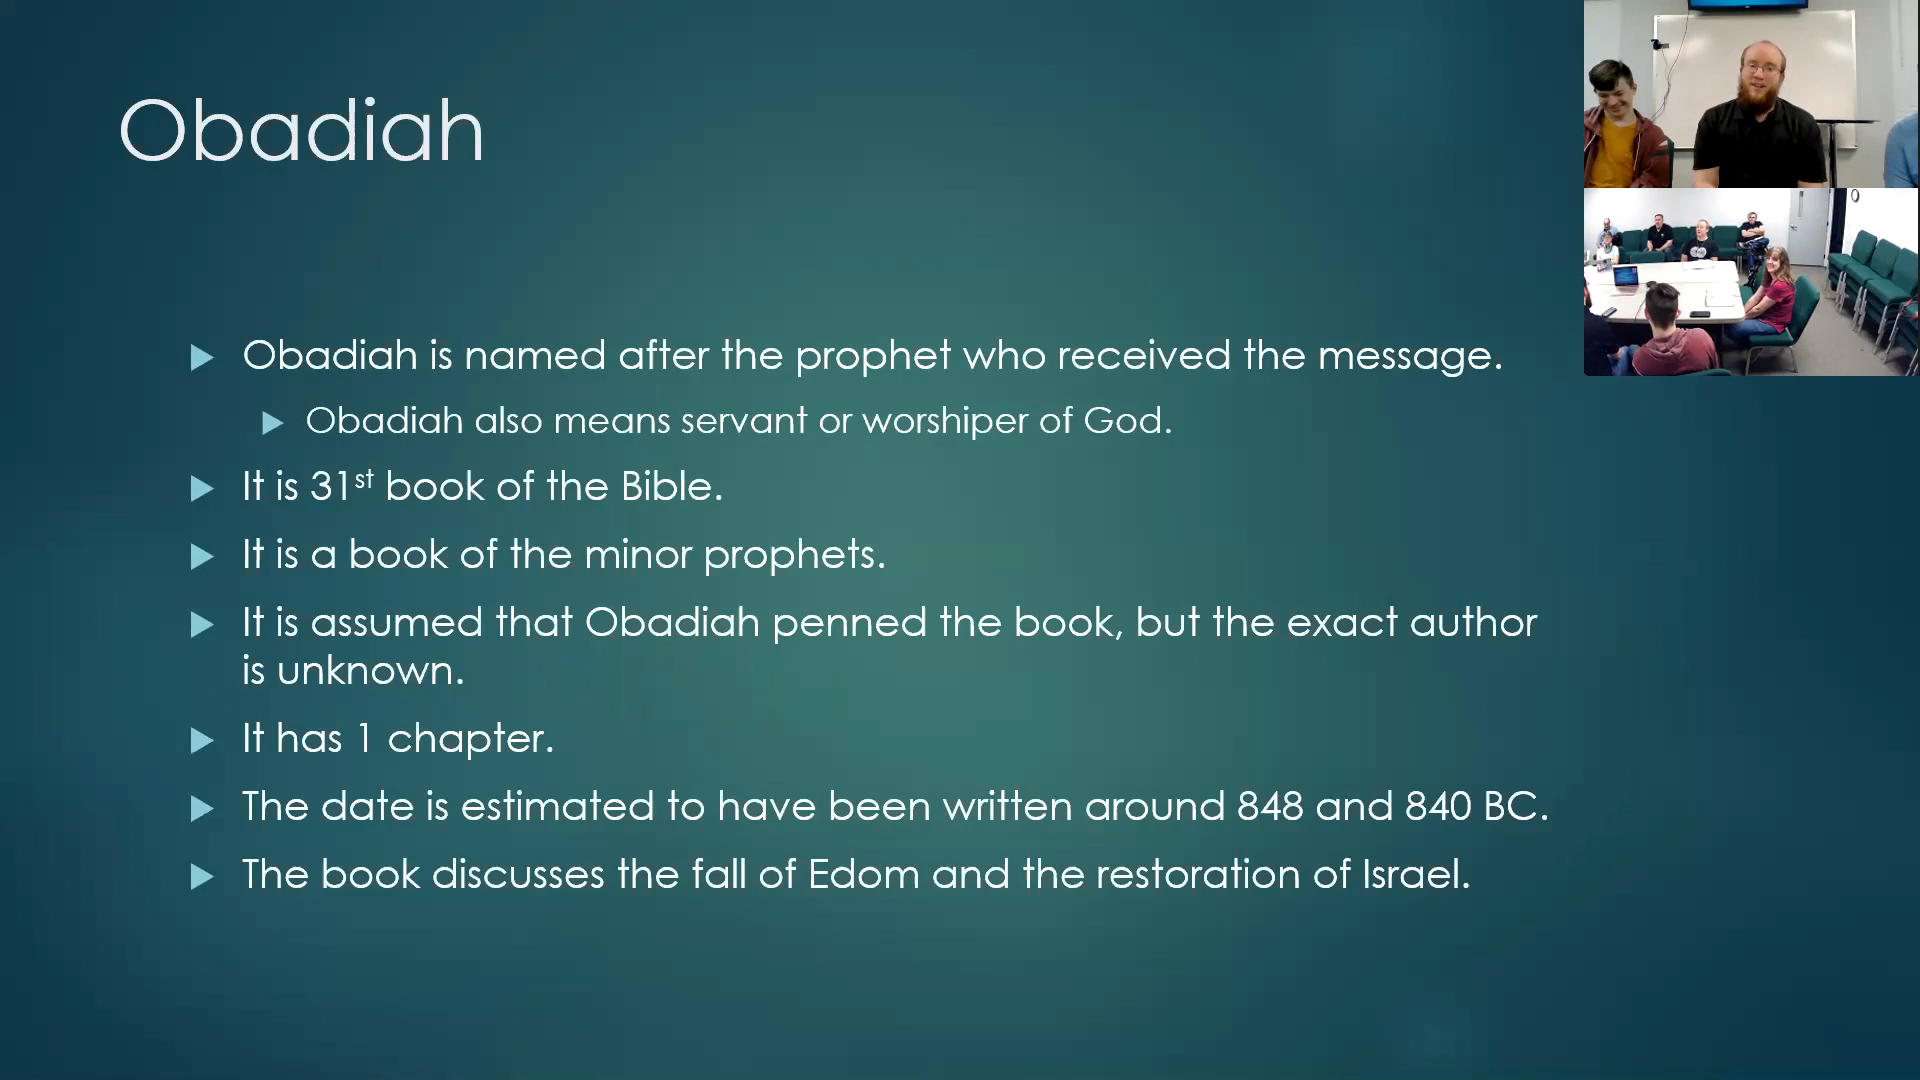 Obadiah
Obadiah is named after the prophet who received the message.
Obadiah also means servant or worshiper of God.
It is 31st book of the Bible.
It is a book of the minor prophets.
It is assumed that Obadiah penned the book, but the exact author
is unknown.
It has 1 chapter.
The date is estimated to have been written around 848 and 840 BC.
The book discusses the fall of Edom and the restoration of Israel.